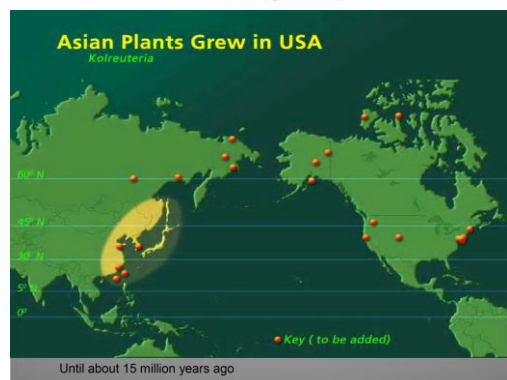 Asian Plants Grew in USA
Kolreuteria
60° N
45° N
30° N
5° N
0°
Key ( to be added)
Until about 15 million years ago